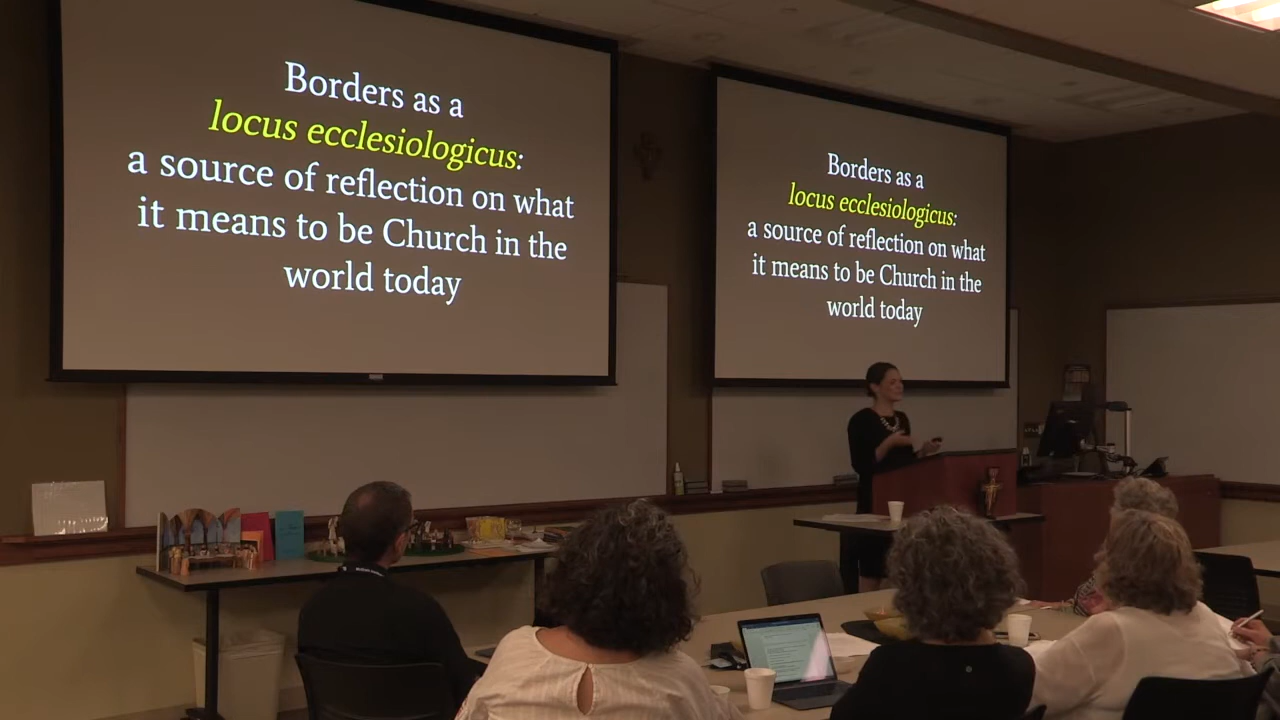 Borders as a
locus ecclesiologicus:
a source of reflection on what
it means to be Church in the
world today
Borders as a
locus ecclesiologicus:
a source of reflection on what
it means to be Church in the
world today